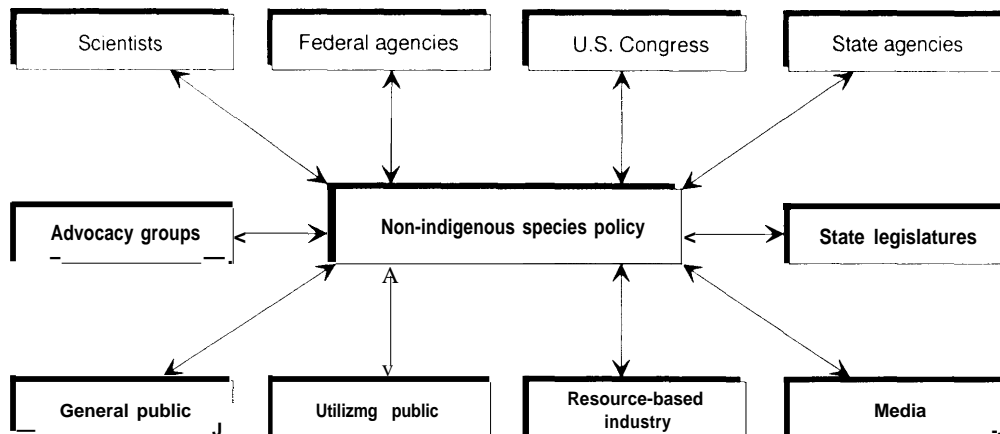 Scientists
Federal agencies
U.S. Congress
State agencies
Advocacy groups
Non-indigenous species policy
State legislatures
General public
Utilizmg public
Resource-based
industry
Media